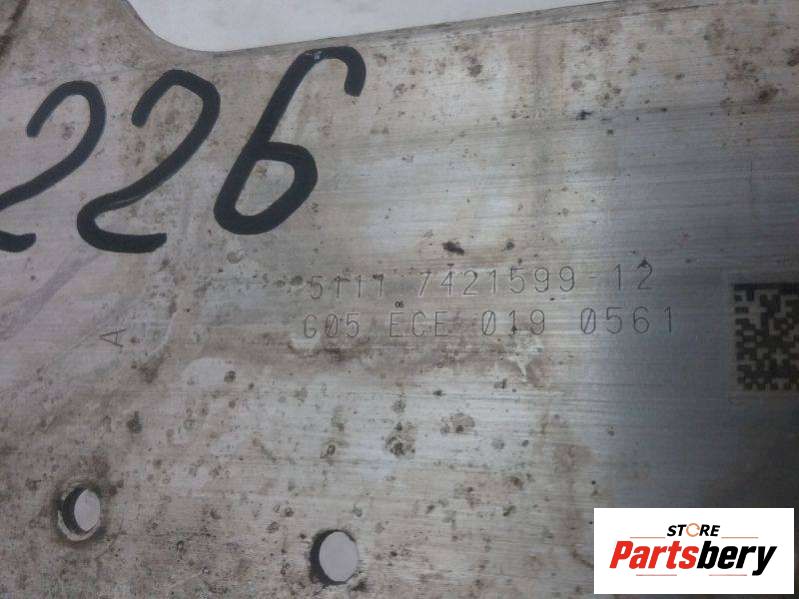 226
5111 7421599-12
G05 ECE 019 0561
A
STORE
Partsbery